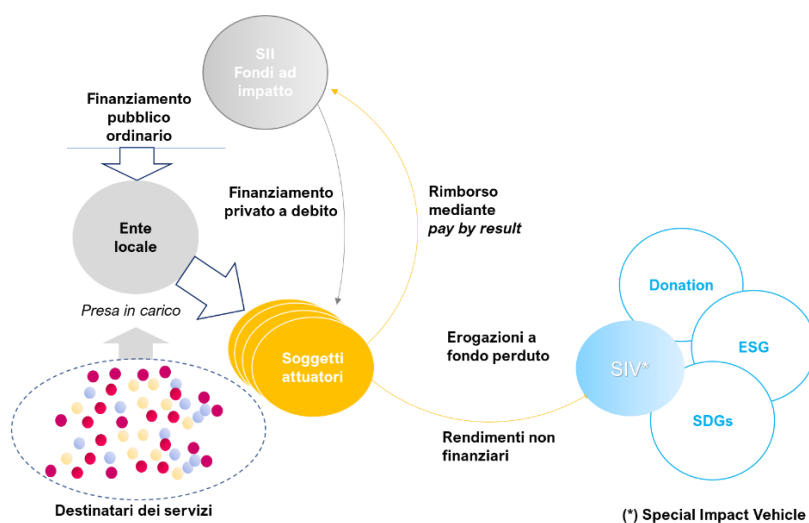 SII
Fondi ad
impatto
Finanziamento
pubblico
ordinario
Finanziamento
privato a debito
Rimborso
mediante
pay by result
Ente
locale
Presa in carico
Donation
Erogazioni a
fondo perduto
ESG
Soggetti
attuatori
SIV*
SDGs
Rendimenti non
finanziari
Destinatari dei servizi
(*) Special Impact Vehicle